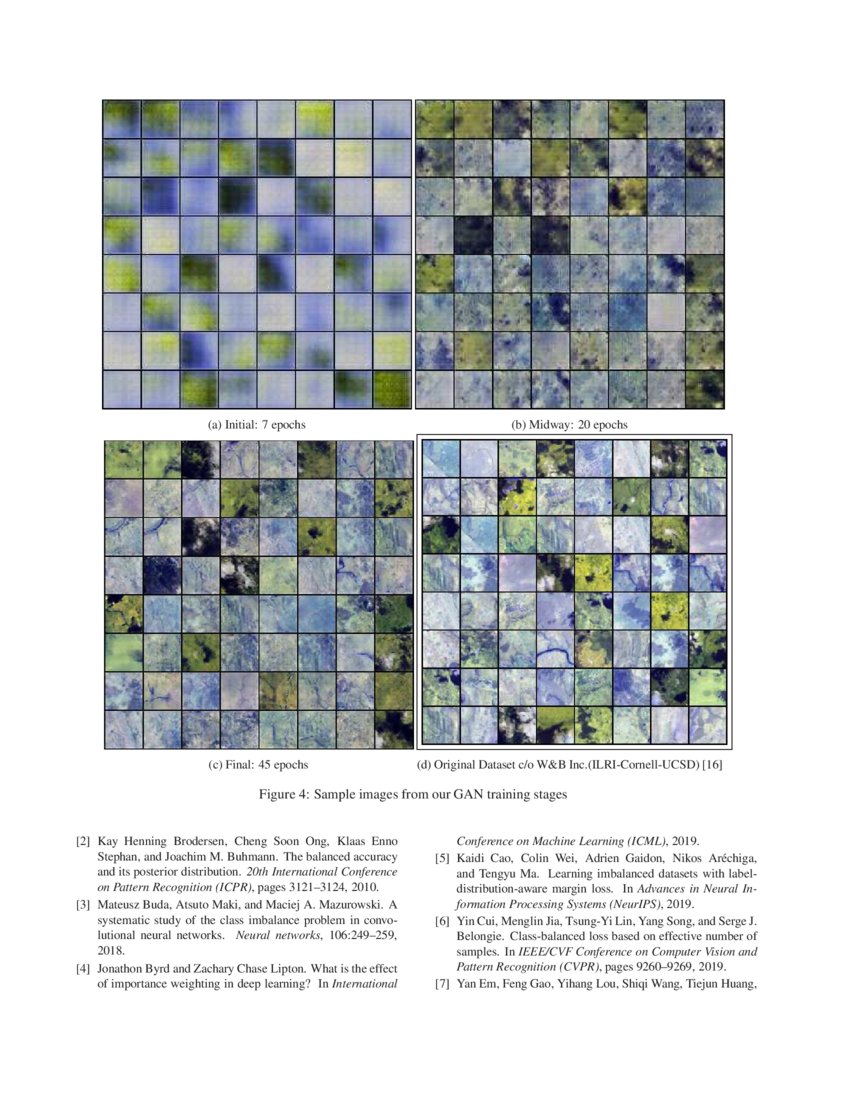 (a) Initial: 7 epochs
(b) Midway: 20 epochs
(c) Final: 45 epochs
(d) Original Dataset c/o W&B Inc.(ILRI-Cornell-UCSD) [16]
Figure 4: Sample images from our GAN training stages
[2] Kay Henning Brodersen, Cheng Soon Ong, Klaas Enno
Stephan, and Joachim M. Buhmann. The balanced accuracy
and its posterior distribution. 20th International Conference
on Pattern Recognition (ICPR), pages 3121–3124, 2010.
[3] Mateusz Buda, Atsuto Maki, and Maciej A. Mazurowski. A
systematic study of the class imbalance problem in convo-
lutional neural networks. Neural networks, 106:249–259,
2018.
[4] Jonathon Byrd and Zachary Chase Lipton. What is the effect
of importance weighting in deep learning? In International
Conference on Machine Learning (ICML), 2019.
[5] Kaidi Cao, Colin Wei, Adrien Gaidon, Nikos Aréchiga,
and Tengyu Ma. Learning imbalanced datasets with label-
distribution-aware margin loss. In Advances in Neural In-
formation Processing Systems (NeurIPS), 2019.
[6] Yin Cui, Menglin Jia, Tsung-Yi Lin, Yang Song, and Serge J.
Belongie. Class-balanced loss based on effective number of
samples. In IEEE/CVF Conference on Computer Vision and
Pattern Recognition (CVPR), pages 9260–9269, 2019.
[7] Yan Em, Feng Gao, Yihang Lou, Shiqi Wang, Tiejun Huang,